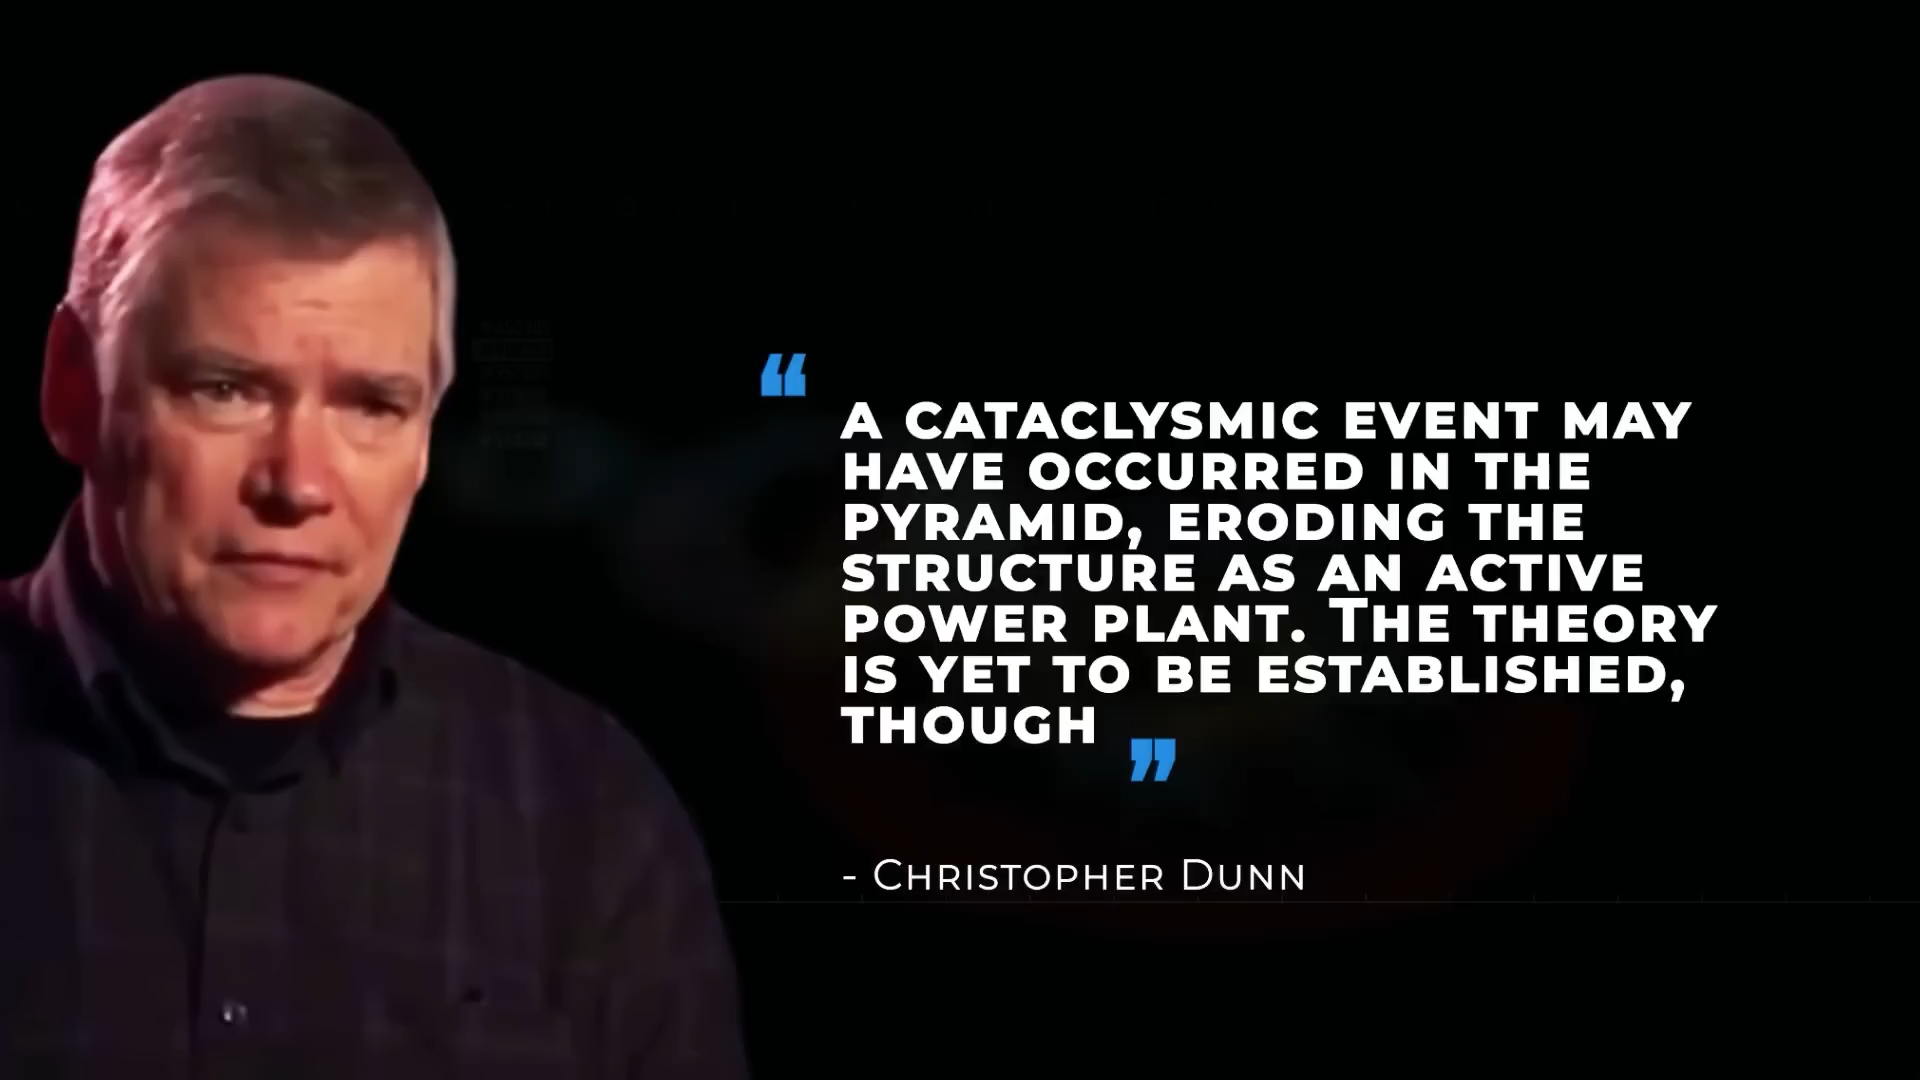 “
A CATACLYSMIC EVENT MAY
HAVE OCCURRED IN THE
PYRAMID, ERODING THE
STRUCTURE AS AN ACTIVE
POWER PLANT. THE THEORY
IS YET TO BE ESTABLISHED,
THOUGH ”
- CHRISTOPHER DUNN